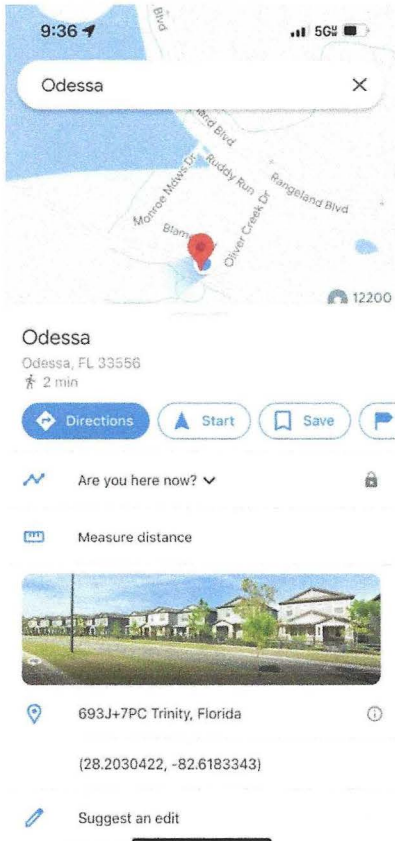 9:36
5G
Odessa
Blvd
Blvd
Ruddy Run
Rangeland Blvd
Monroe Mdws Dr
Oliver Creek Dr
12200
Odessa
Odessa, FL 33556
2 min
Directions
Start
Save
Are you here now?
Measure distance
693J+7PC Trinity, Florida
(28.2030422, -82.6183343)
Suggest an edit